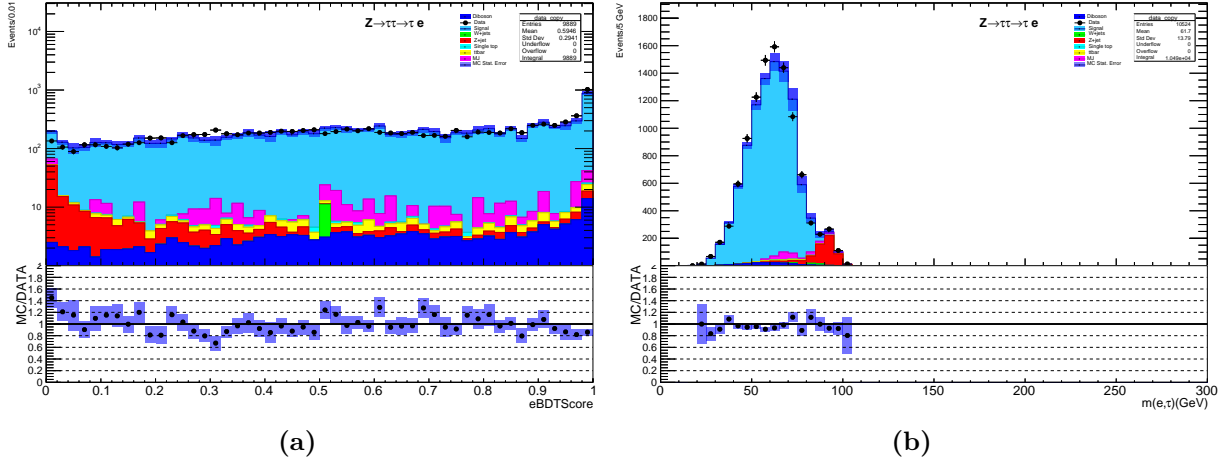 Events/0.01
10⁴
10³
10²
10
Z→ττ→τ e
Diboson
Data
Signal
W+jets
Z+jet
Single top
ttbar
MJ
MC Stat. Error
data_copy
Entries 9889
Mean 0.5946
Std Dev 0.2941
Underflow 0
Overflow 0
Integral 9889
MC/DATA
2
1.8
1.6
1.4
1.2
1
0.8
0.6
0.4
0.2
0
0 0.1 0.2 0.3 0.4 0.5 0.6 0.7 0.8 0.9 1
eBDTScore
(a)
Events/5 GeV
1800
1600
1400
1200
1000
800
600
400
200
Z→ττ→τ e
Diboson
Data
Signal
W+jets
Z+jet
Single top
ttbar
MJ
MC Stat. Error
data_copy
Entries 10524
Mean 61.7
Std Dev 13.79
Underflow 0
Overflow 0
Integral 1.049e+04
MC/DATA
2
1.8
1.6
1.4
1.2
1
0.8
0.6
0.4
0.2
0
0 50 100 150 200 250 300
m(e,τ)(GeV)
(b)